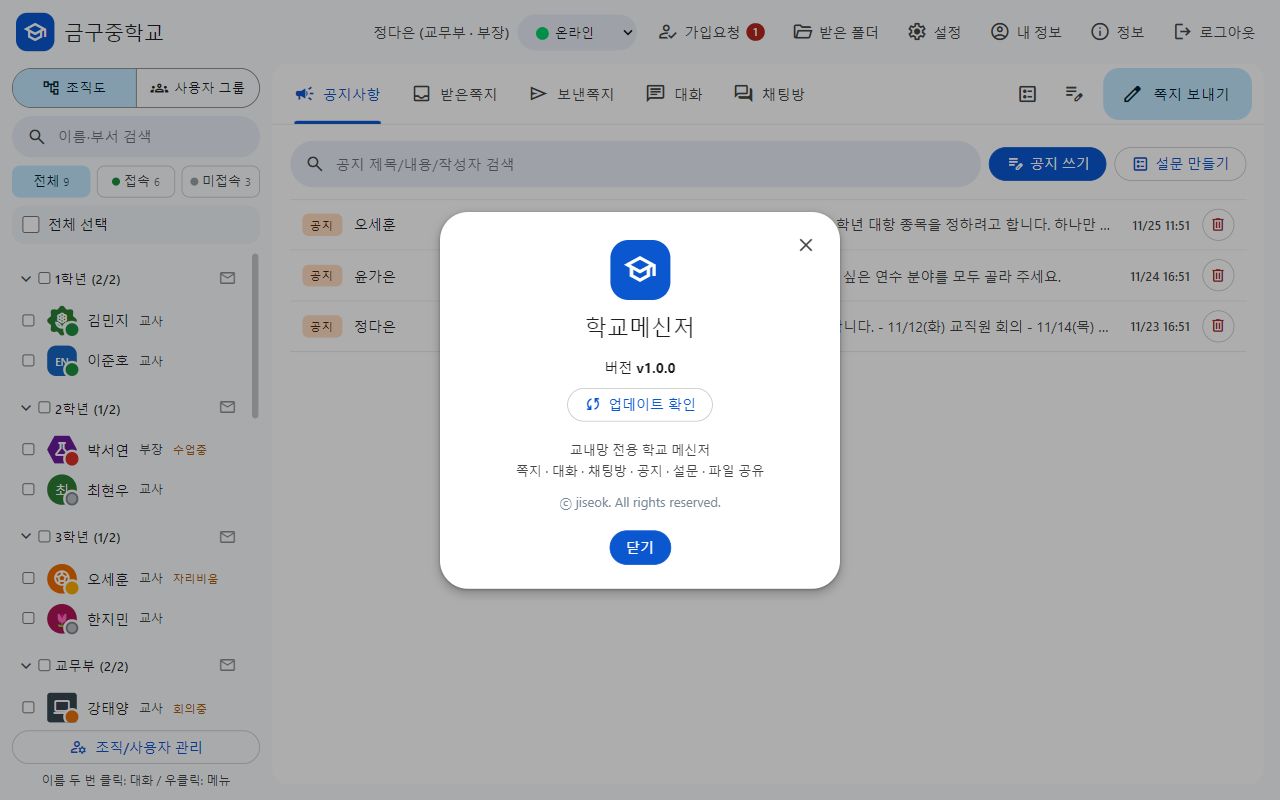 금구중학교
정다은 (교무부 · 부장)
온라인
가입요청 1
받은 폴더
설정
내 정보
정보
로그아웃
조직도
사용자 그룹
이름·부서 검색
전체 9
접속 6
미접속 3
전체 선택
1학년 (2/2)
김민지 교사
EN 이준호 교사
2학년 (1/2)
박서연 부장 수업중
최 최현우 교사
3학년 (1/2)
오세훈 교사 자리비움
한지민 교사
교무부 (2/2)
강태양 교사 회의중
조직/사용자 관리
이름 두 번 클릭: 대화 / 우클릭: 메뉴
공지사항
받은쪽지
보낸쪽지
대화
채팅방
쪽지 보내기
공지 제목/내용/작성자 검색
공지 쓰기
설문 만들기
공지 오세훈
학년 대항 종목을 정하려고 합니다. 하나만 ... 11/25 11:51
공지 윤가은
싶은 연수 분야를 모두 골라 주세요. 11/24 16:51
공지 정다은
니다. - 11/12(화) 교직원 회의 - 11/14(목) ... 11/23 16:51
학교메신저
버전 v1.0.0
업데이트 확인
교내망 전용 학교 메신저
쪽지 · 대화 · 채팅방 · 공지 · 설문 · 파일 공유
ⓒ jiseok. All rights reserved.
닫기